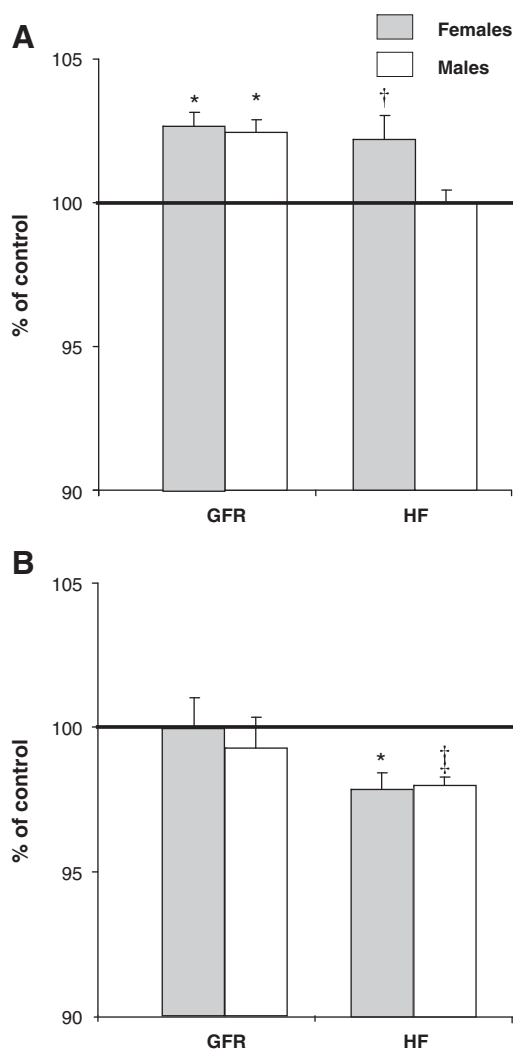 A
Females
Males
105
* * †
100
95
90
% of control
GFR HF
B
105
100
* ‡
95
90
% of control
GFR HF